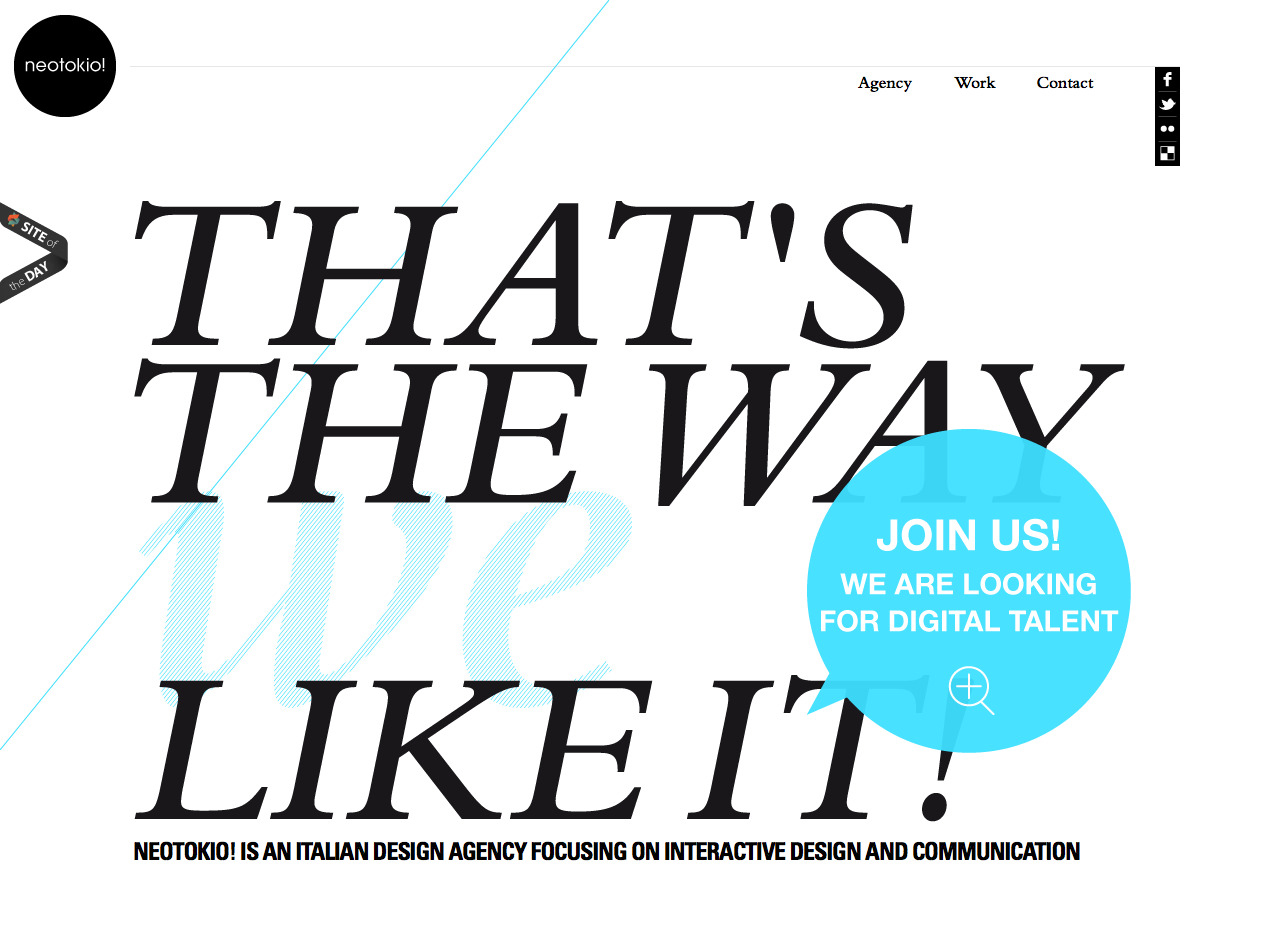 neotokio!
Agency Work Contact
SITE of
the DAY
THAT'S
THE WAY
we
LIKE IT!
JOIN US!
WE ARE LOOKING
FOR DIGITAL TALENT
NEOTOKIO! IS AN ITALIAN DESIGN AGENCY FOCUSING ON INTERACTIVE DESIGN AND COMMUNICATION